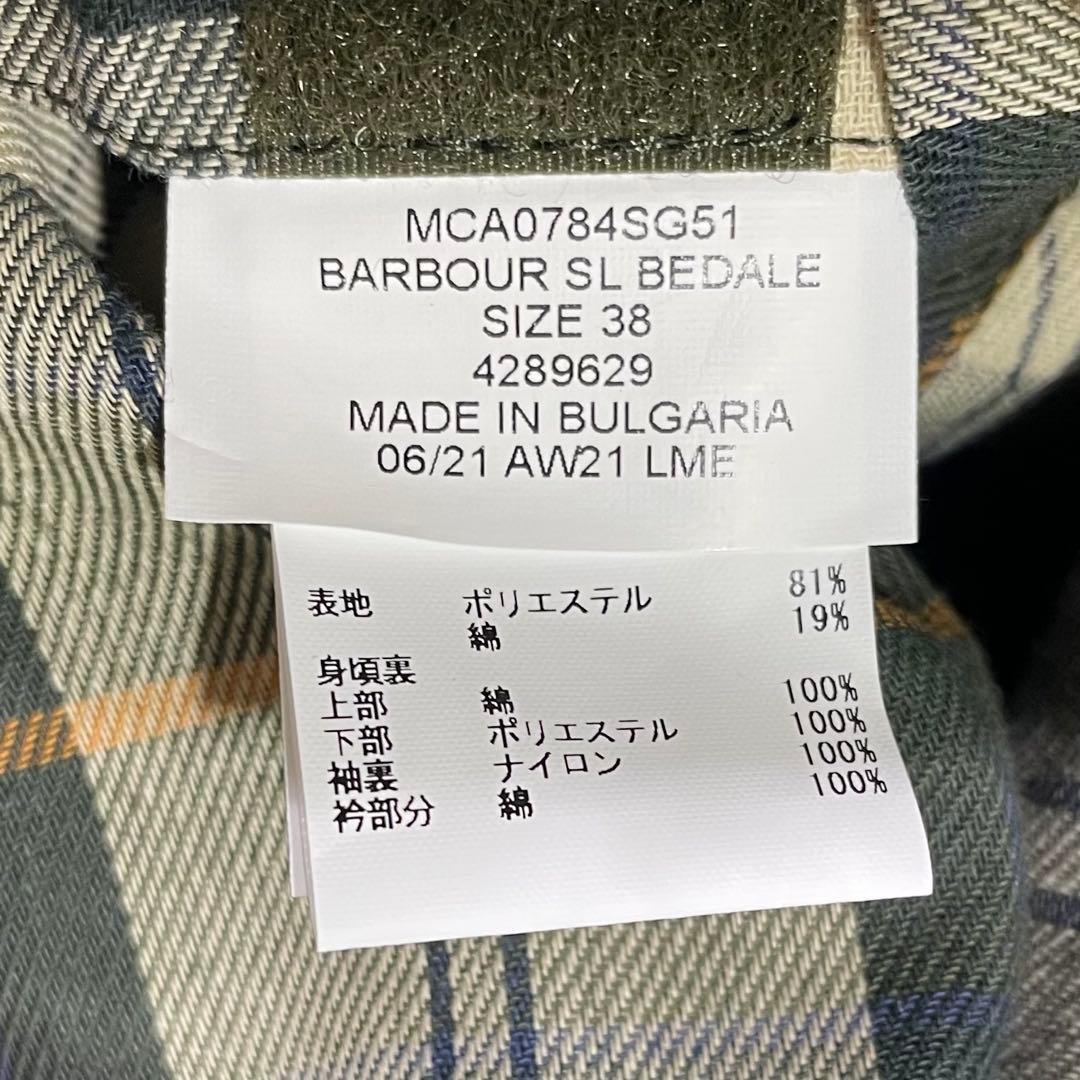 MCA0784SG51
BARBOUR SL BEDALE
SIZE 38
4289629
MADE IN BULGARIA
06/21 AW21 LME
表地 ポリエステル 81%
綿 19%
身頃裏
上部 綿 100%
下部 ポリエステル 100%
袖裏 ナイロン 100%
衿部分 綿 100%